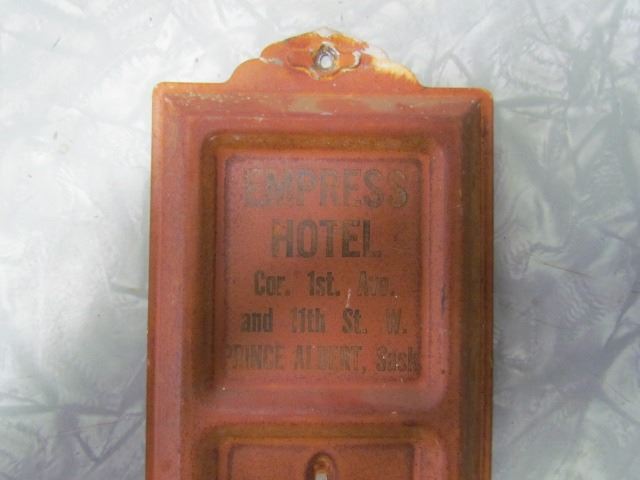 EMPRESS
HOTEL
Cor. 1st. Ave.
and 11th St. W.
PRINCE ALBERT, Sask